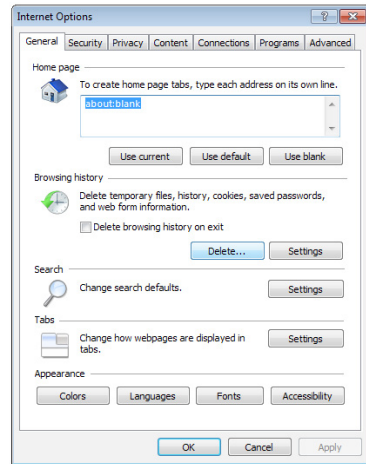 Internet Options
General Security Privacy Content Connections Programs Advanced
Home page
To create home page tabs, type each address on its own line.
about:blank
Use current Use default Use blank
Browsing history
Delete temporary files, history, cookies, saved passwords,
and web form information.
Delete browsing history on exit
Delete... Settings
Search
Change search defaults. Settings
Tabs
Change how webpages are displayed in Settings
tabs.
Appearance
Colors Languages Fonts Accessibility
OK Cancel Apply